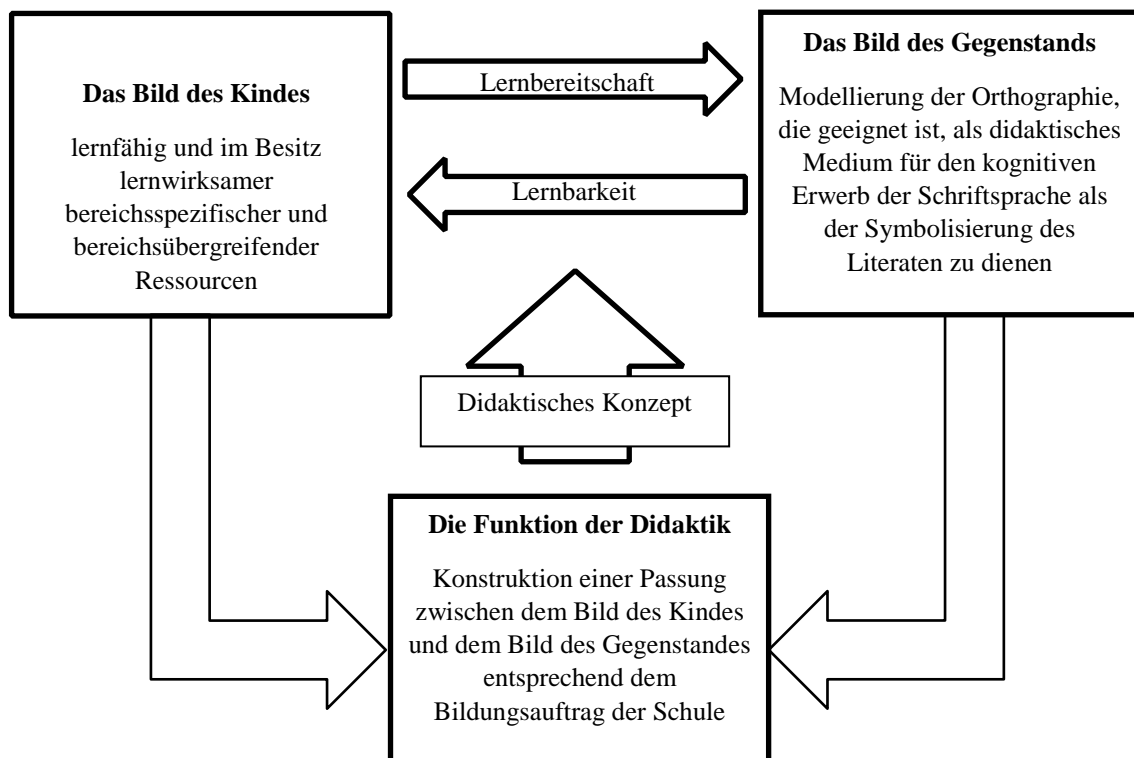 Das Bild des Kindes
lernfähig und im Besitz
lernwirksamer
bereichsspezifischer und
bereichsübergreifender
Ressourcen
Lernbereitschaft
Lernbarkeit
Das Bild des Gegenstands
Modellierung der Orthographie,
die geeignet ist, als didaktisches
Medium für den kognitiven
Erwerb der Schriftsprache als
der Symbolisierung des
Literaten zu dienen
Didaktisches Konzept
Die Funktion der Didaktik
Konstruktion einer Passung
zwischen dem Bild des Kindes
und dem Bild des Gegenstandes
entsprechend dem
Bildungsauftrag der Schule